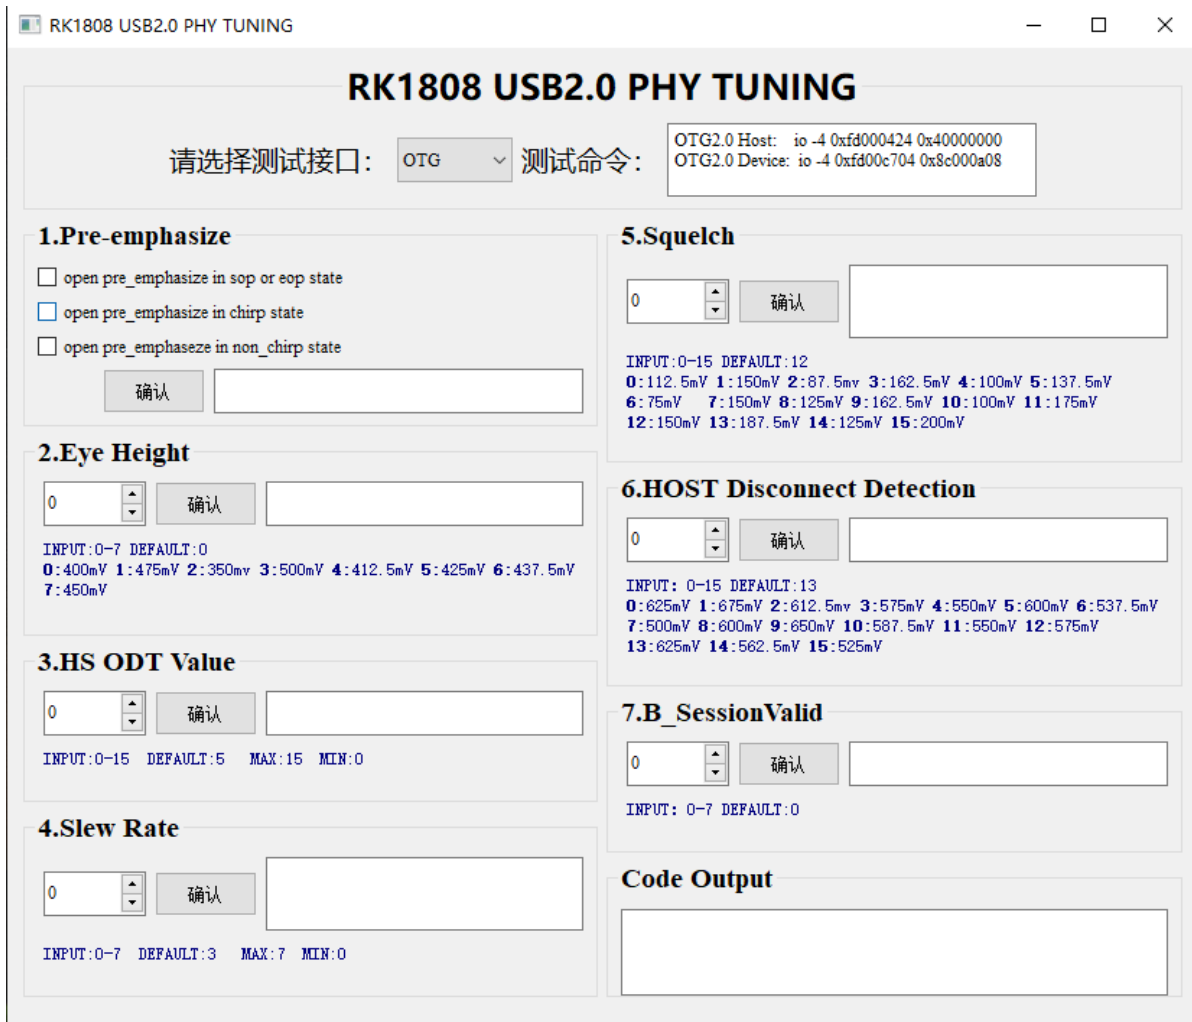 RK1808 USB2.0 PHY TUNING
RK1808 USB2.0 PHY TUNING
请选择测试接口： OTG 测试命令：
OTG2.0 Host: io -4 0xfd000424 0x40000000
OTG2.0 Device: io -4 0xfd00c704 0x8c000a08
1.Pre-emphasize
open pre_emphasize in sop or eop state
open pre_emphasize in chirp state
open pre_emphaseze in non_chirp state
确认
2.Eye Height
0 确认
INPUT:0-7 DEFAULT:0
0:400mV 1:475mV 2:350mv 3:500mV 4:412.5mV 5:425mV 6:437.5mV
7:450mV
3.HS ODT Value
0 确认
INPUT:0-15 DEFAULT:5 MAX:15 MIN:0
4.Slew Rate
0 确认
INPUT:0-7 DEFAULT:3 MAX:7 MIN:0
5.Squelch
0 确认
INPUT:0-15 DEFAULT:12
0:112.5mV 1:150mV 2:87.5mv 3:162.5mV 4:100mV 5:137.5mV
6:75mV 7:150mV 8:125mV 9:162.5mV 10:100mV 11:175mV
12:150mV 13:187.5mV 14:125mV 15:200mV
6.HOST Disconnect Detection
0 确认
INPUT: 0-15 DEFAULT:13
0:625mV 1:675mV 2:612.5mv 3:575mV 4:550mV 5:600mV 6:537.5mV
7:500mV 8:600mV 9:650mV 10:587.5mV 11:550mV 12:575mV
13:625mV 14:562.5mV 15:525mV
7.B_SessionValid
0 确认
INPUT: 0-7 DEFAULT:0
Code Output